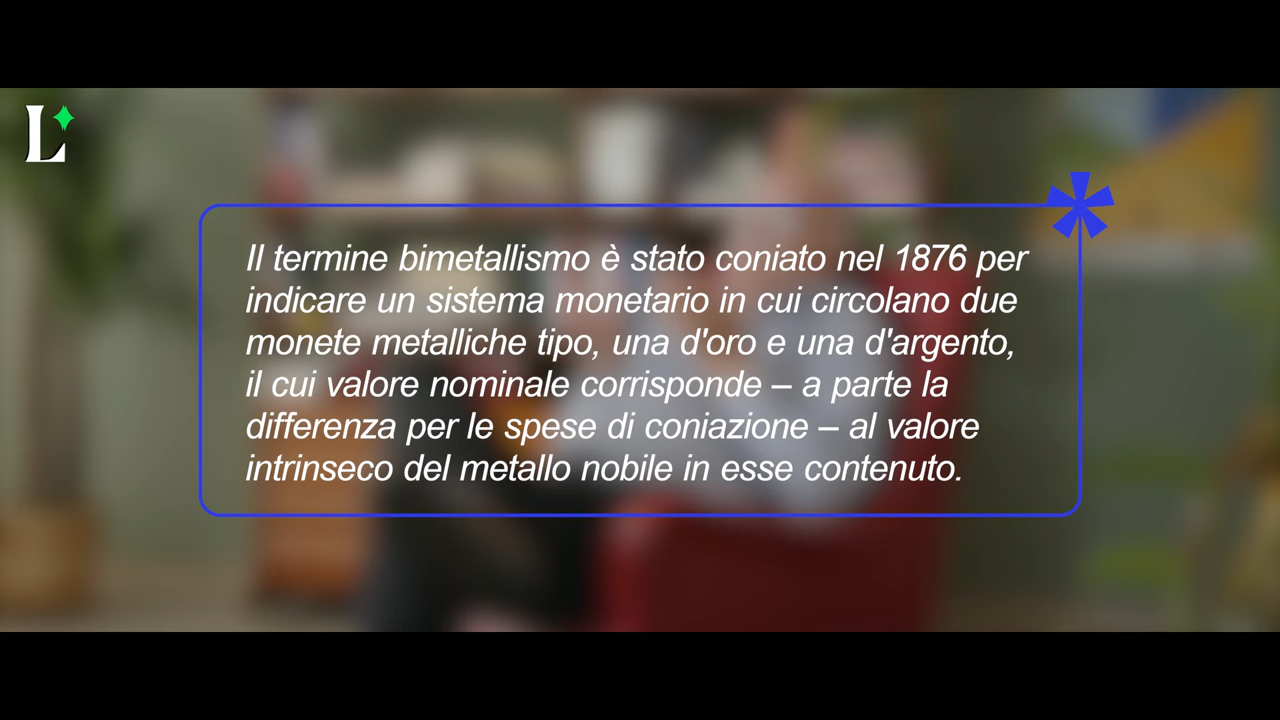 L
Il termine bimetallismo è stato coniato nel 1876 per
indicare un sistema monetario in cui circolano due
monete metalliche tipo, una d'oro e una d'argento,
il cui valore nominale corrisponde – a parte la
differenza per le spese di coniazione – al valore
intrinseco del metallo nobile in esse contenuto.